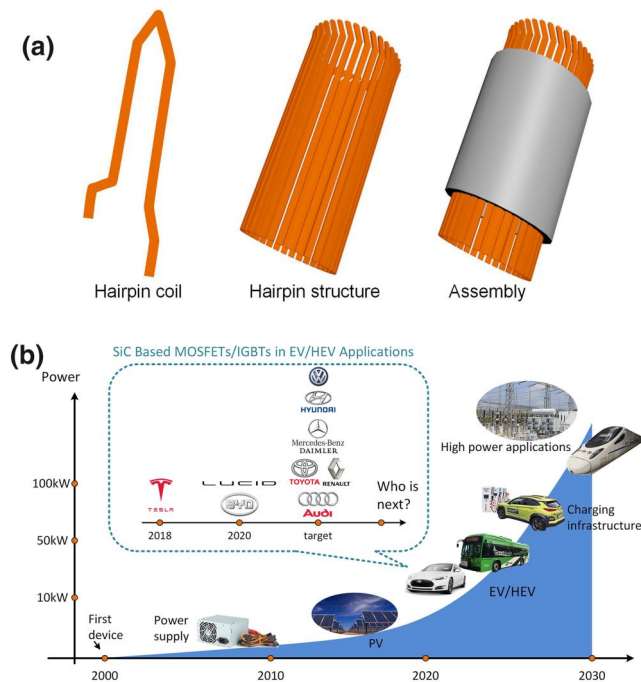 (a)
Hairpin coil
Hairpin structure
Assembly
(b)
SiC Based MOSFETs/IGBTs in EV/HEV Applications
Power
100kW
50kW
10kW
HYUNDAI
Mercedes-Benz
DAIMLER
TESLA
LUCID
BYD
TOYOTA
RENAULT
Audi
Who is
next?
2018
2020
target
High power applications
Charging
infrastructure
EV/HEV
First
device
Power
supply
PV
2000
2010
2020
2030